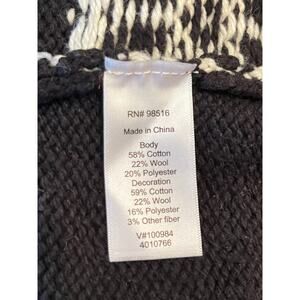 RN# 98516
Made in China
Body
58% Cotton
22% Wool
20% Polyester
Decoration
59% Cotton
22% Wool
16% Polyester
3% Other fiber
V#100984
4010766